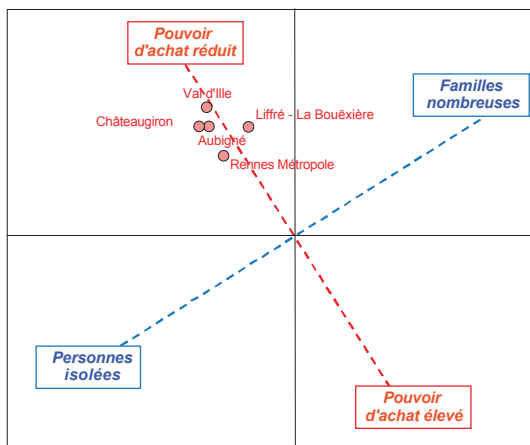 Pouvoir
d'achat réduit
Val d'Ille
Familles
nombreuses
Châteaugiron
Liffré - La Bouëxière
Aubigné
Rennes Métropole
Personnes
isolées
Pouvoir
d'achat élevé